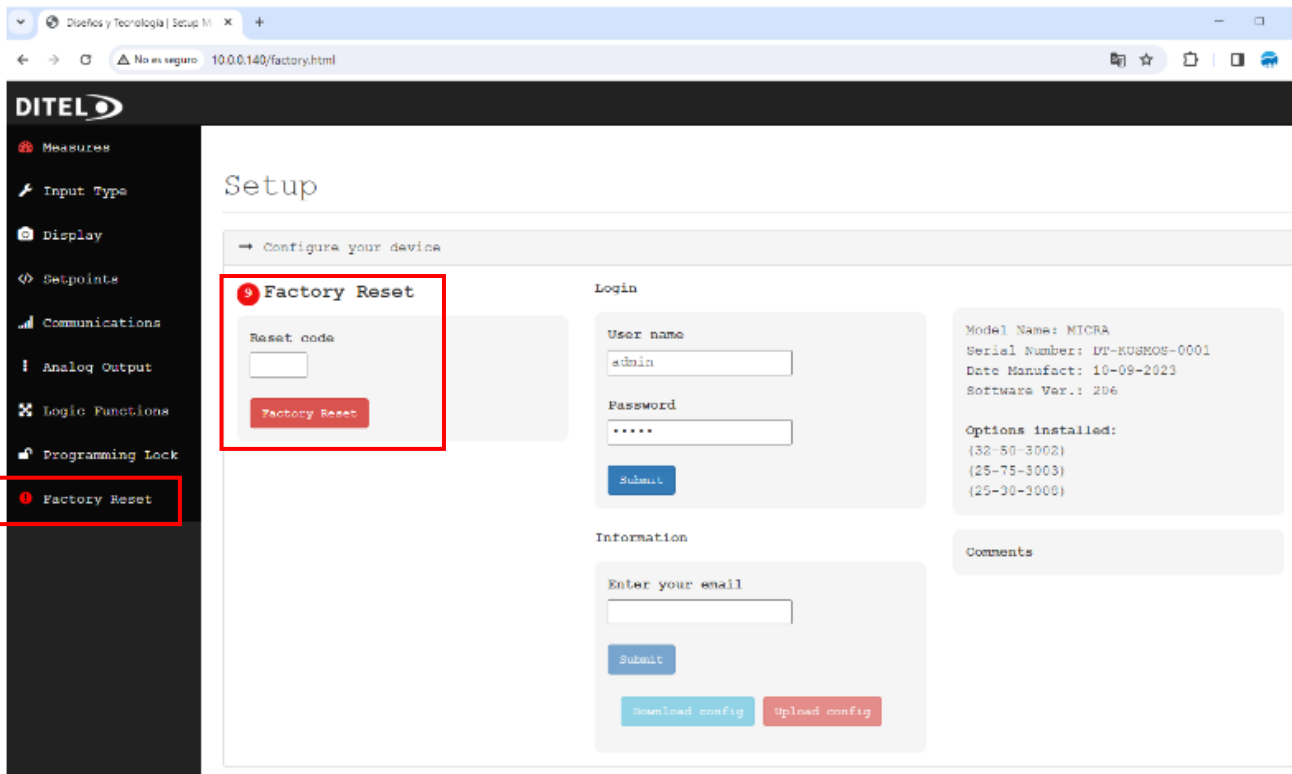 Diseños y Tecnología | Setup M
No es seguro
10.0.0.140/factory.html
DITEL
Measures
Input Type
Display
Setpoints
Communications
Analog Output
Logic Functions
Programming Lock
Factory Reset
Setup
→ Configure your device
9 Factory Reset
Reset code
Factory Reset
Login
User name
admin
Password
•••••
Submit
Information
Enter your email
Submit
Download config
Upload config
Model Name: MICRA
Serial Number: DT-KOSMOS-0001
Date Manufact: 10-09-2023
Software Ver.: 206
Options installed:
(32-50-3002)
(25-75-3003)
(25-30-3008)
Comments